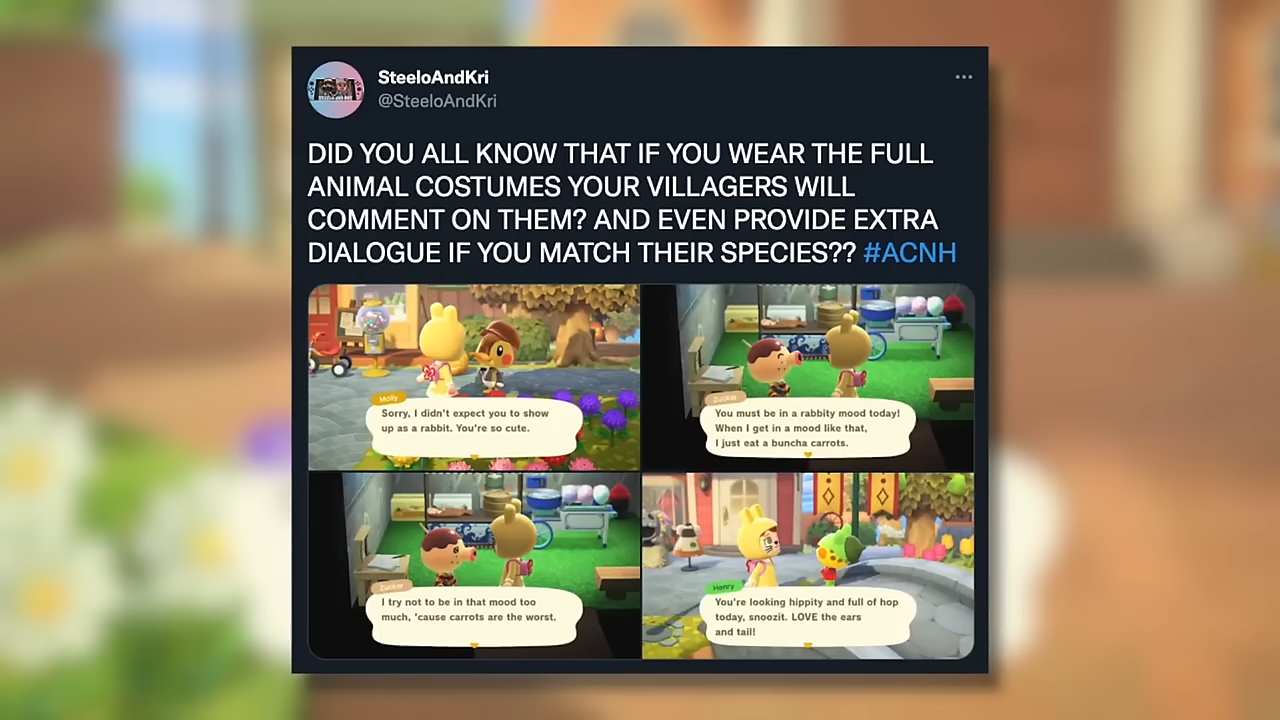 SteeloAndKri
@SteeloAndKri
DID YOU ALL KNOW THAT IF YOU WEAR THE FULL
ANIMAL COSTUMES YOUR VILLAGERS WILL
COMMENT ON THEM? AND EVEN PROVIDE EXTRA
DIALOGUE IF YOU MATCH THEIR SPECIES?? #ACNH
Molly
Sorry, I didn't expect you to show
up as a rabbit. You're so cute.
Zucker
You must be in a rabbity mood today!
When I get in a mood like that,
I just eat a buncha carrots.
Zucker
I try not to be in that mood too
much, 'cause carrots are the worst.
Henry
You're looking hippity and full of hop
today, snoozit. LOVE the ears
and tail!